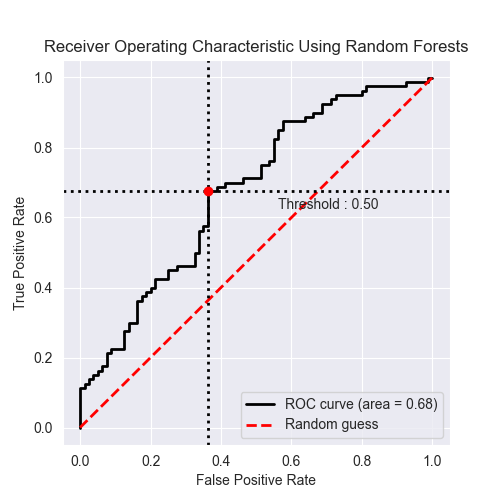 Receiver Operating Characteristic Using Random Forests
1.0
0.8
0.6
0.4
0.2
0.0
True Positive Rate
Threshold : 0.50
ROC curve (area = 0.68)
Random guess
0.0 0.2 0.4 0.6 0.8 1.0
False Positive Rate